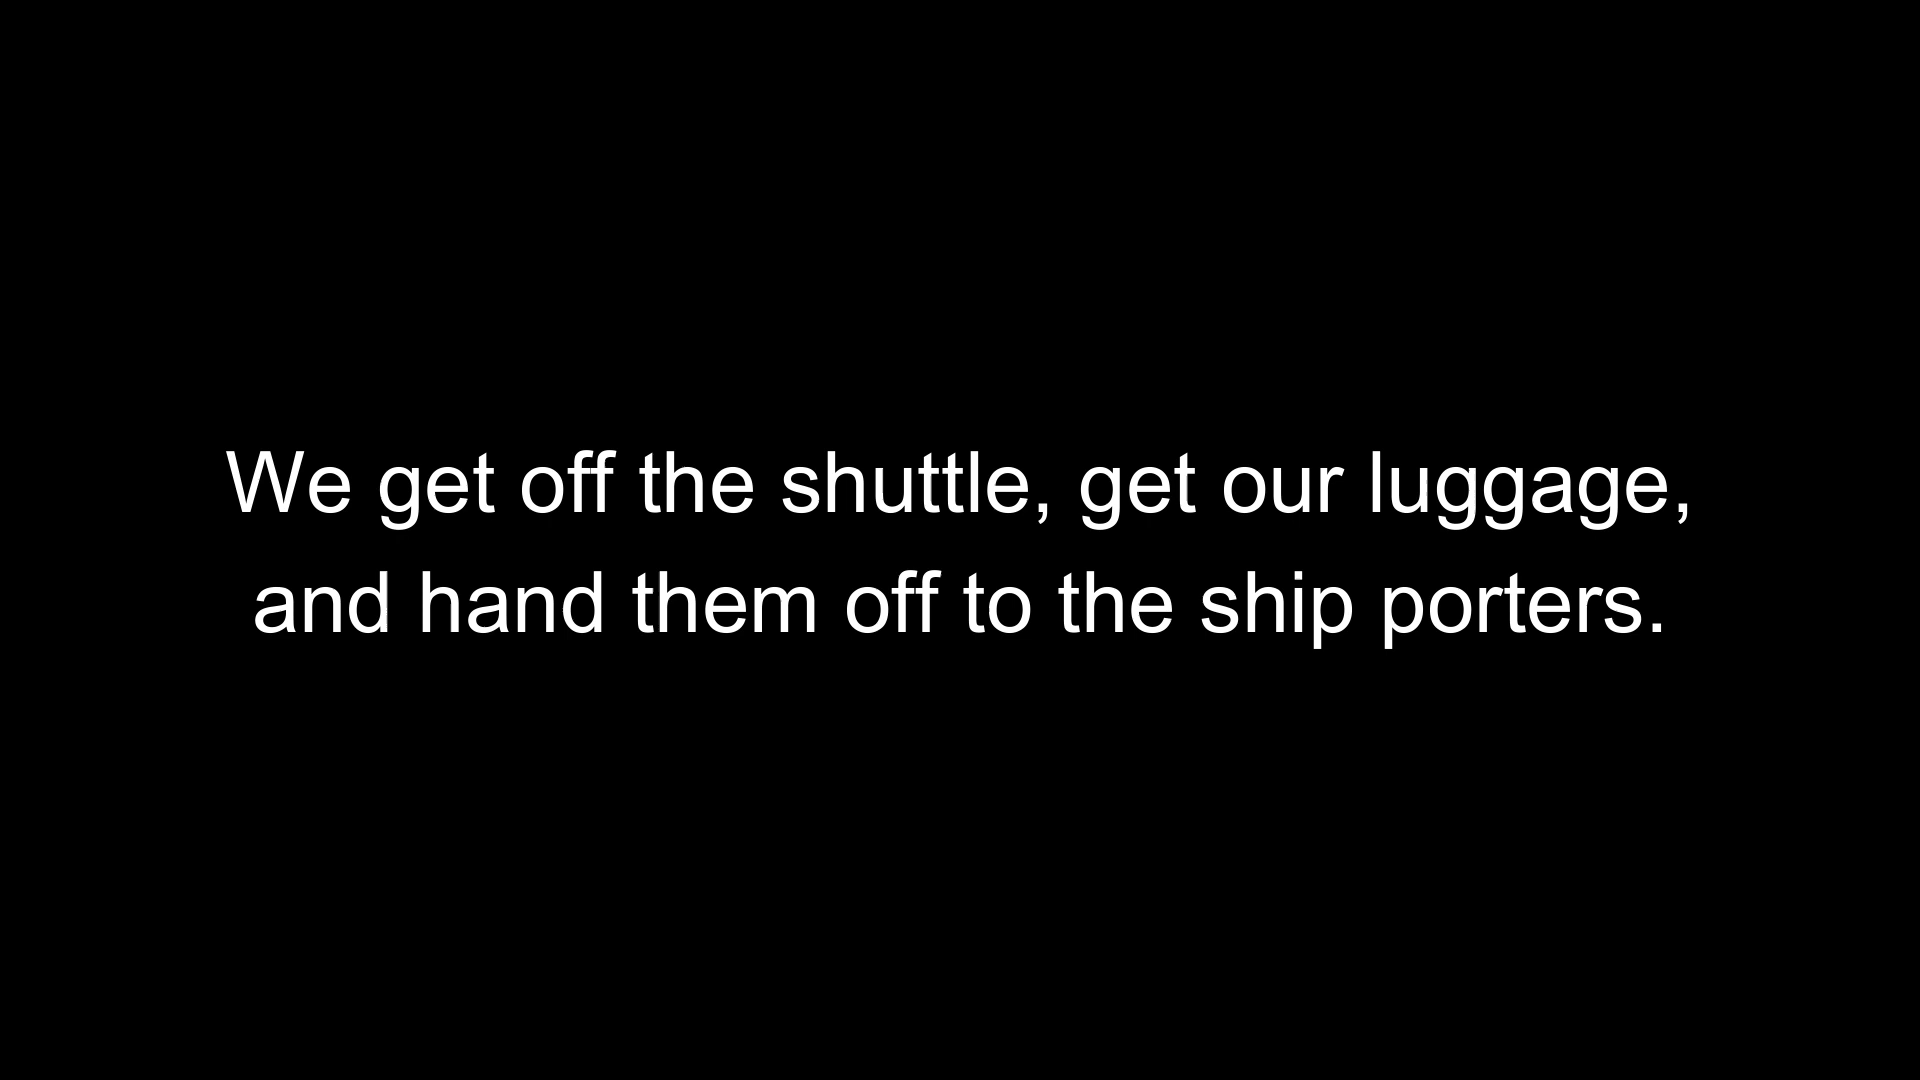 We get off the shuttle, get our luggage,
and hand them off to the ship porters.